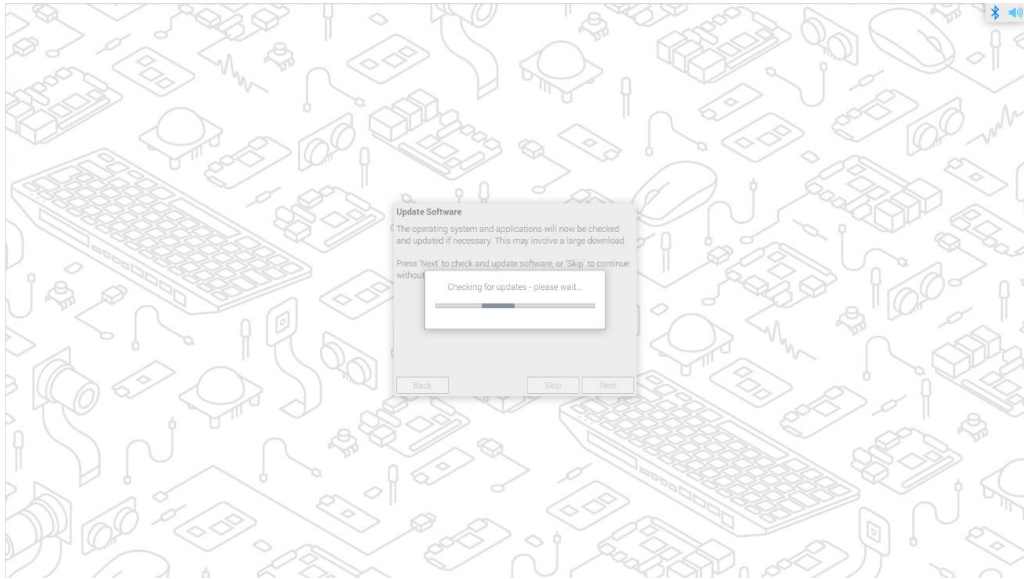 Update Software
The operating system and applications will now be checked
and updated if necessary. This may involve a large download.
Press 'Next' to check and update software, or 'Skip' to continue
without
Checking for updates - please wait...
Back
Skip
Next